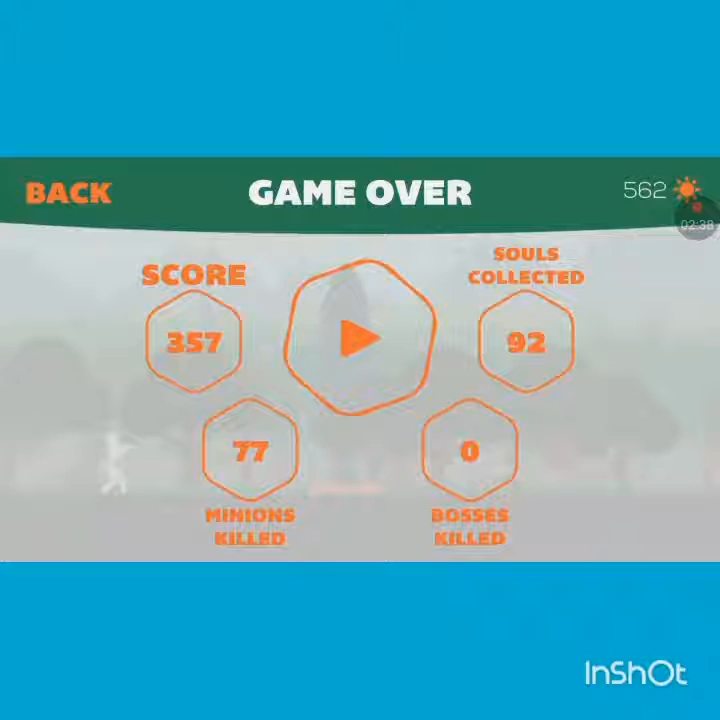 BACK
GAME OVER
562
02:38
SCORE
357
SOULS
COLLECTED
92
77
MINIONS
KILLED
0
BOSSES
KILLED
InShOt